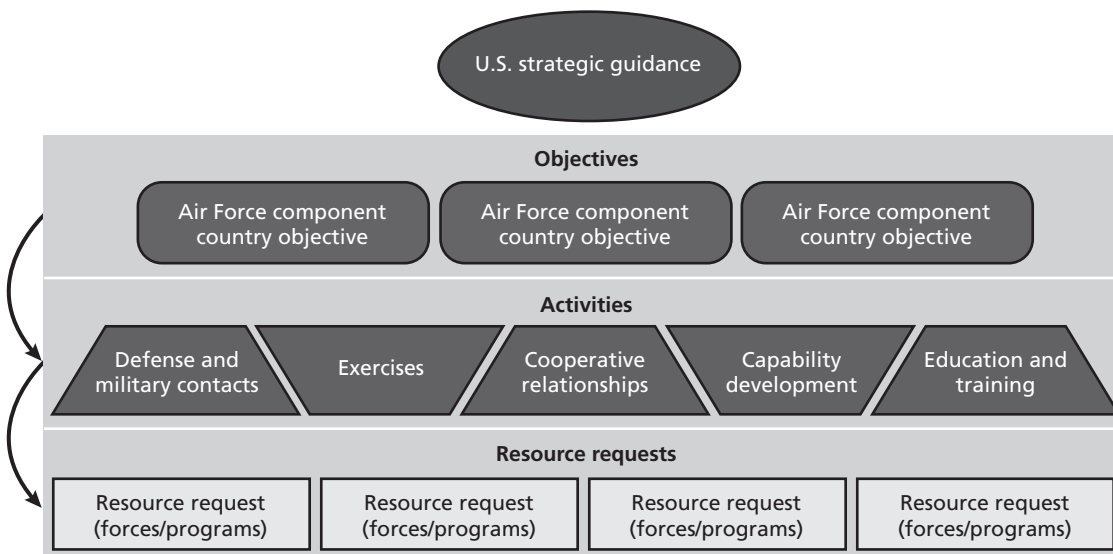 U.S. strategic guidance
Objectives
Air Force component
country objective
Air Force component
country objective
Air Force component
country objective
Activities
Defense and
military contacts
Exercises
Cooperative
relationships
Capability
development
Education and
training
Resource requests
Resource request
(forces/programs)
Resource request
(forces/programs)
Resource request
(forces/programs)
Resource request
(forces/programs)